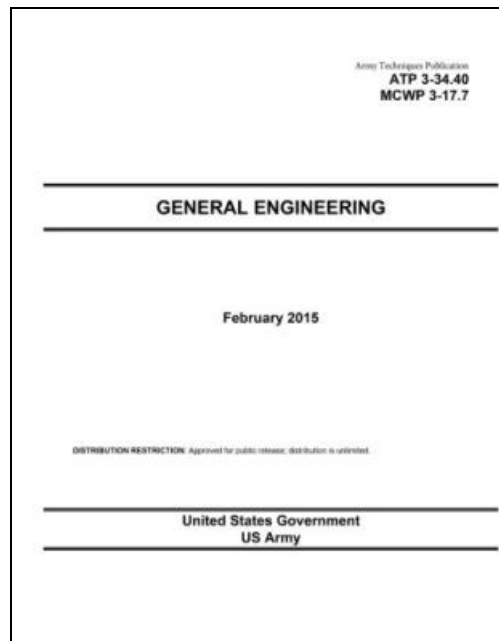 Army Techniques Publication
ATP 3-34.40
MCWP 3-17.7
GENERAL ENGINEERING
February 2015
DISTRIBUTION RESTRICTION: Approved for public release; distribution is unlimited.
United States Government
US Army